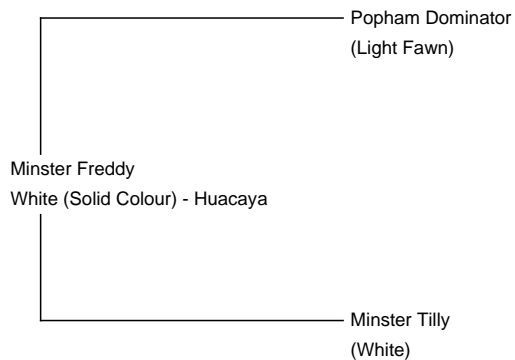 Popham Dominator
(Light Fawn)
Minster Freddy
White (Solid Colour) - Huacaya
Minster Tilly
(White)